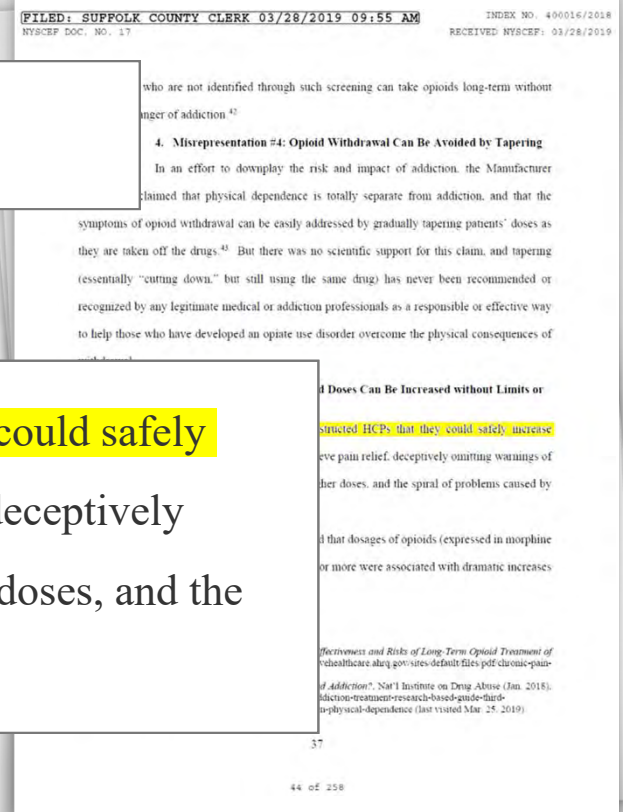 FILED: SUFFOLK COUNTY CLERK 03/28/2019 09:55 AM
INDEX NO. 400016/2018
NYSCEF DOC. NO. 17
RECEIVED NYSCEF: 03/28/2019
who are not identified through such screening can take opioids long-term without
anger of addiction.42
4. Misrepresentation #4: Opioid Withdrawal Can Be Avoided by Tapering
In an effort to downplay the risk and impact of addiction, the Manufacturer
claimed that physical dependence is totally separate from addiction, and that the
symptoms of opioid withdrawal can be easily addressed by gradually tapering patients' doses as
they are taken off the drugs.43 But there was no scientific support for this claim, and tapering
(essentially "cutting down," but still using the same drug) has never been recommended or
recognized by any legitimate medical or addiction professionals as a responsible or effective way
to help those who have developed an opiate use disorder overcome the physical consequences of
d Doses Can Be Increased without Limits or
structed HCPs that they could safely increase
eve pain relief, deceptively omitting warnings of
her doses, and the spiral of problems caused by
d that dosages of opioids (expressed in morphine
or more were associated with dramatic increases
could safely
deceptively
doses, and the
ffectiveness and Risks of Long-Term Opioid Treatment of
vehealthcare.ahrq.gov/sites/default/files/pdf/chronic-pain-
d Addiction?, Nat'l Institute on Drug Abuse (Jan. 2018),
ddiction-treatment-research-based-guide-third-
n-physical-dependence (last visited Mar. 25, 2019)
37
44 of 258